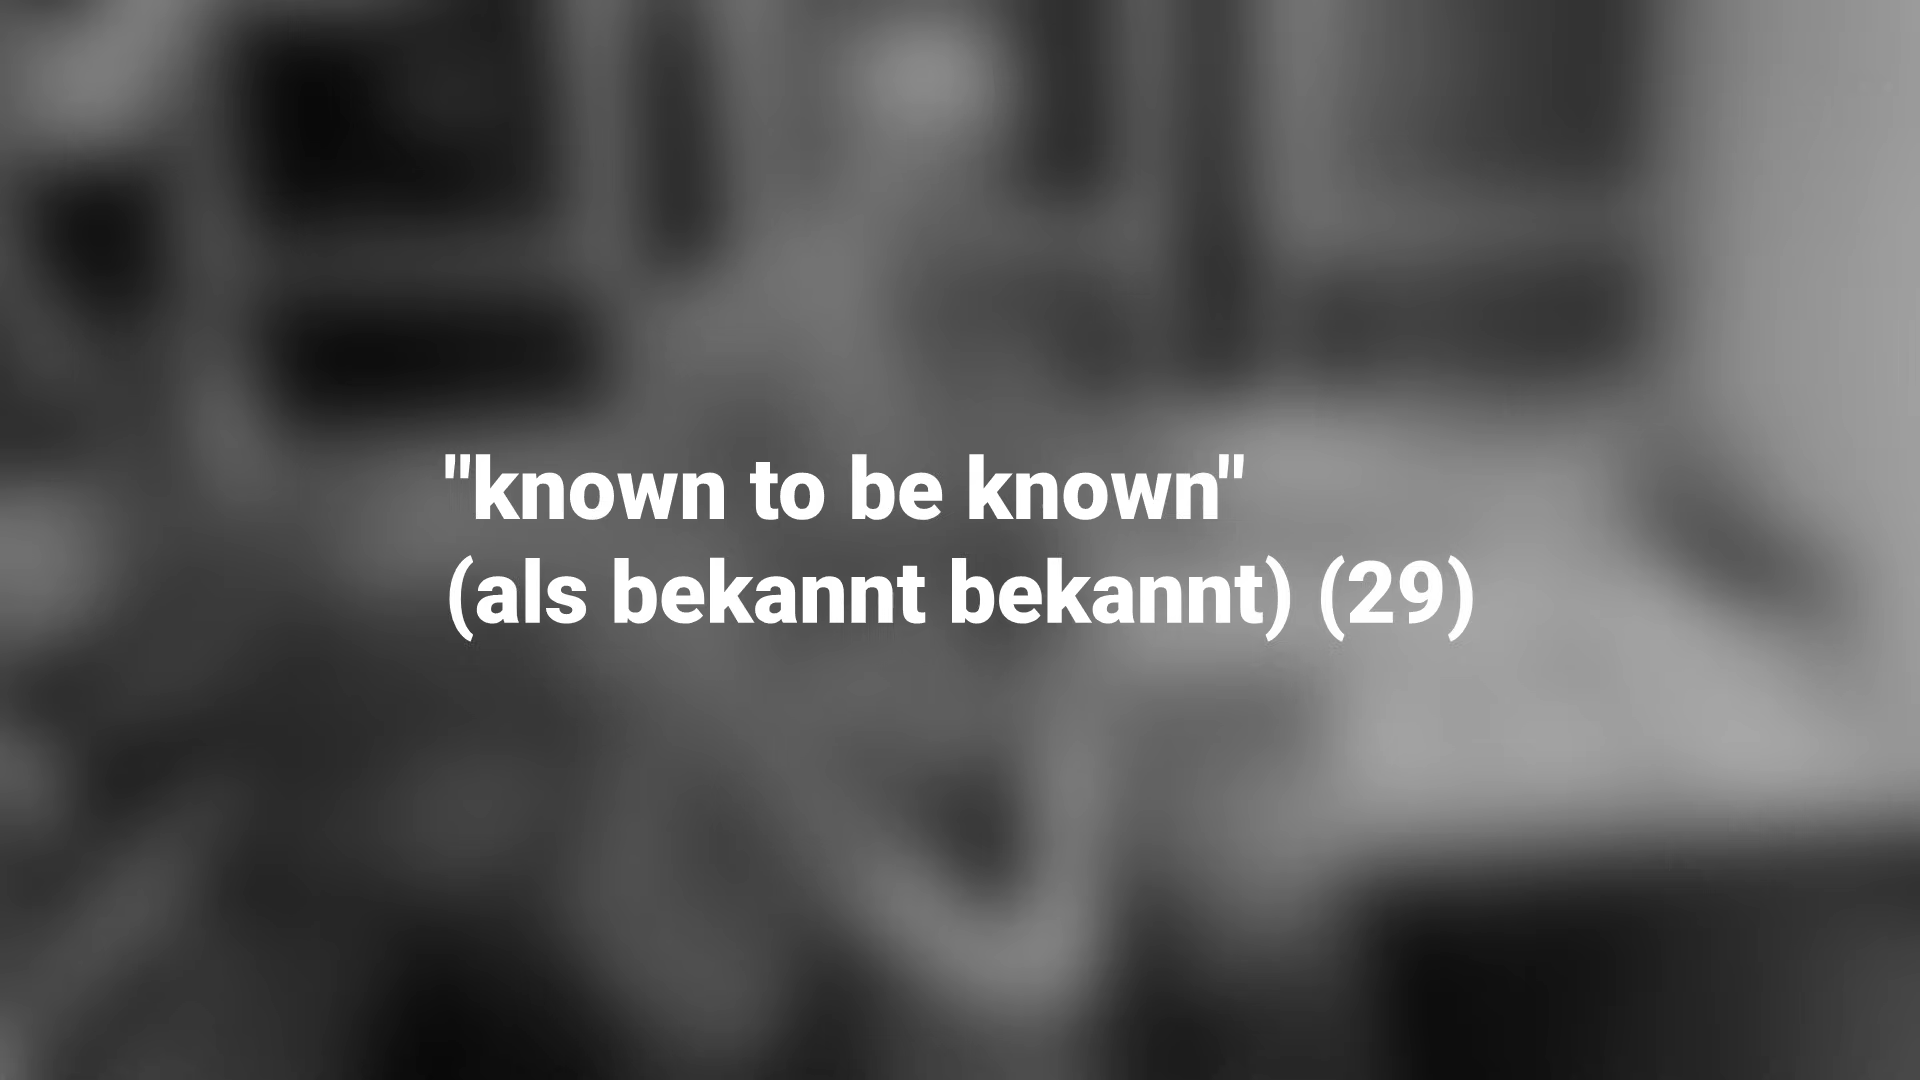 "known to be known"
(als bekannt bekannt) (29)